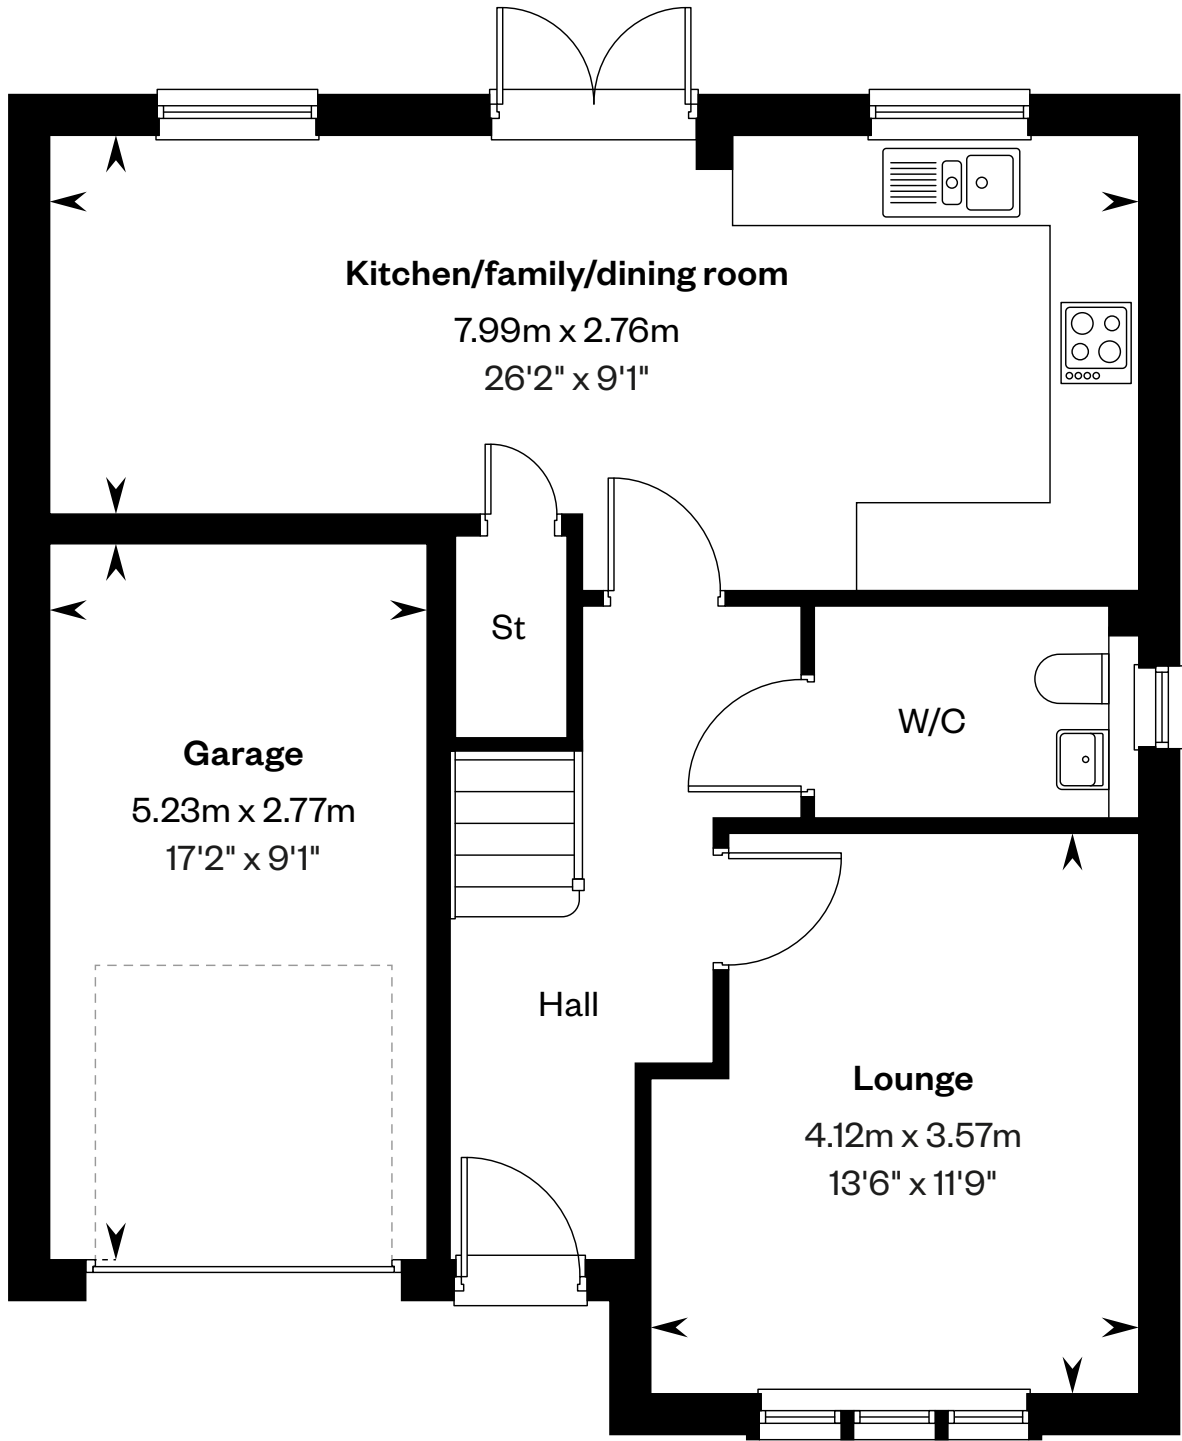 Kitchen/family/dining room
7.99m x 2.76m
26'2" x 9'1"
St
W/C
Garage
5.23m x 2.77m
17'2" x 9'1"
Hall
Lounge
4.12m x 3.57m
13'6" x 11'9"